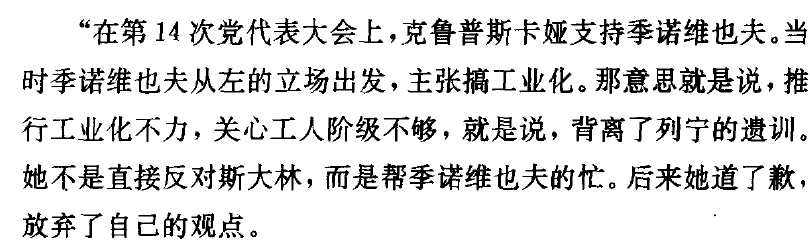 “在第14次党代表大会上，克鲁普斯卡娅支持季诺维也夫。当
时季诺维也夫从左的立场出发，主张搞工业化。那意思就是说，推
行工业化不力，关心工人阶级不够，就是说，背离了列宁的遗训。
她不是直接反对斯大林，而是帮季诺维也夫的忙。后来她道了歉，
放弃了自己的观点。